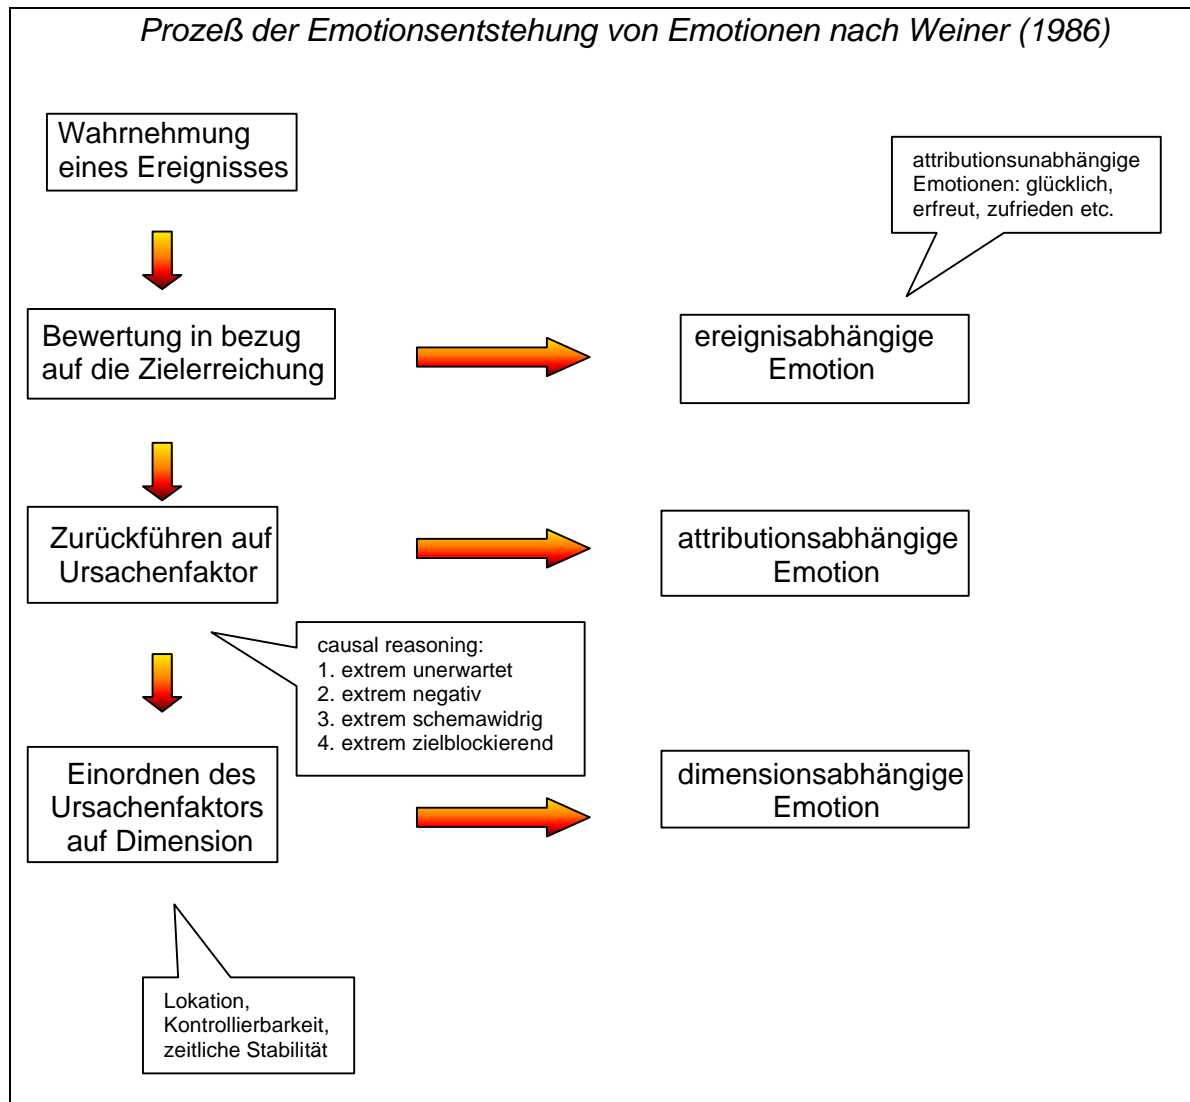 Prozeß der Emotionsentstehung von Emotionen nach Weiner (1986)
Wahrnehmung
eines Ereignisses
attributionsunabhängige
Emotionen: glücklich,
erfreut, zufrieden etc.
Bewertung in bezug
auf die Zielerreichung
ereignisabhängige
Emotion
Zurückführen auf
Ursachenfaktor
attributionsabhängige
Emotion
causal reasoning:
1. extrem unerwartet
2. extrem negativ
3. extrem schemawidrig
4. extrem zielblockierend
Einordnen des
Ursachenfaktors
auf Dimension
dimensionsabhängige
Emotion
Lokation,
Kontrollierbarkeit,
zeitliche Stabilität